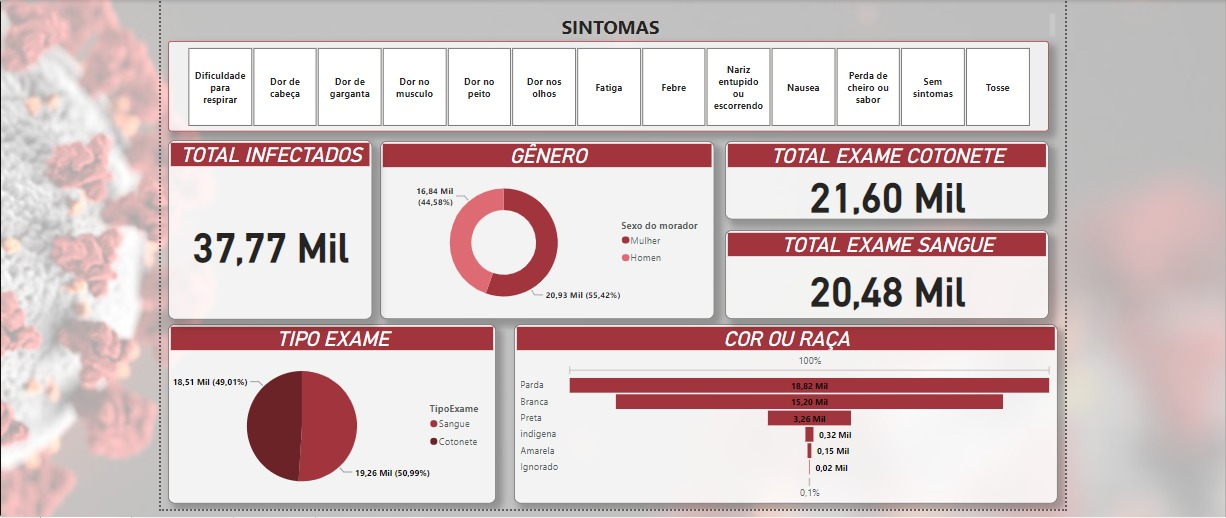 SINTOMAS
Dificuldade
para
respirar
Dor de
cabeça
Dor de
garganta
Dor no
musculo
Dor no
peito
Dor nos
olhos
Fatiga
Febre
Nariz
entupido
ou
escorrendo
Nausea
Perda de
cheiro ou
sabor
Sem
sintomas
Tosse
TOTAL INFECTADOS
37,77 Mil
GÊNERO
16,84 Mil
(44,58%)
20,93 Mil (55,42%)
Sexo do morador
Mulher
Homen
TOTAL EXAME COTONETE
21,60 Mil
TOTAL EXAME SANGUE
20,48 Mil
TIPO EXAME
18,51 Mil (49,01%)
19,26 Mil (50,99%)
TipoExame
Sangue
Cotonete
COR OU RAÇA
100%
Parda 18,82 Mil
Branca 15,20 Mil
Preta 3,26 Mil
indigena 0,32 Mil
Amarela 0,15 Mil
Ignorado 0,02 Mil
0,1%